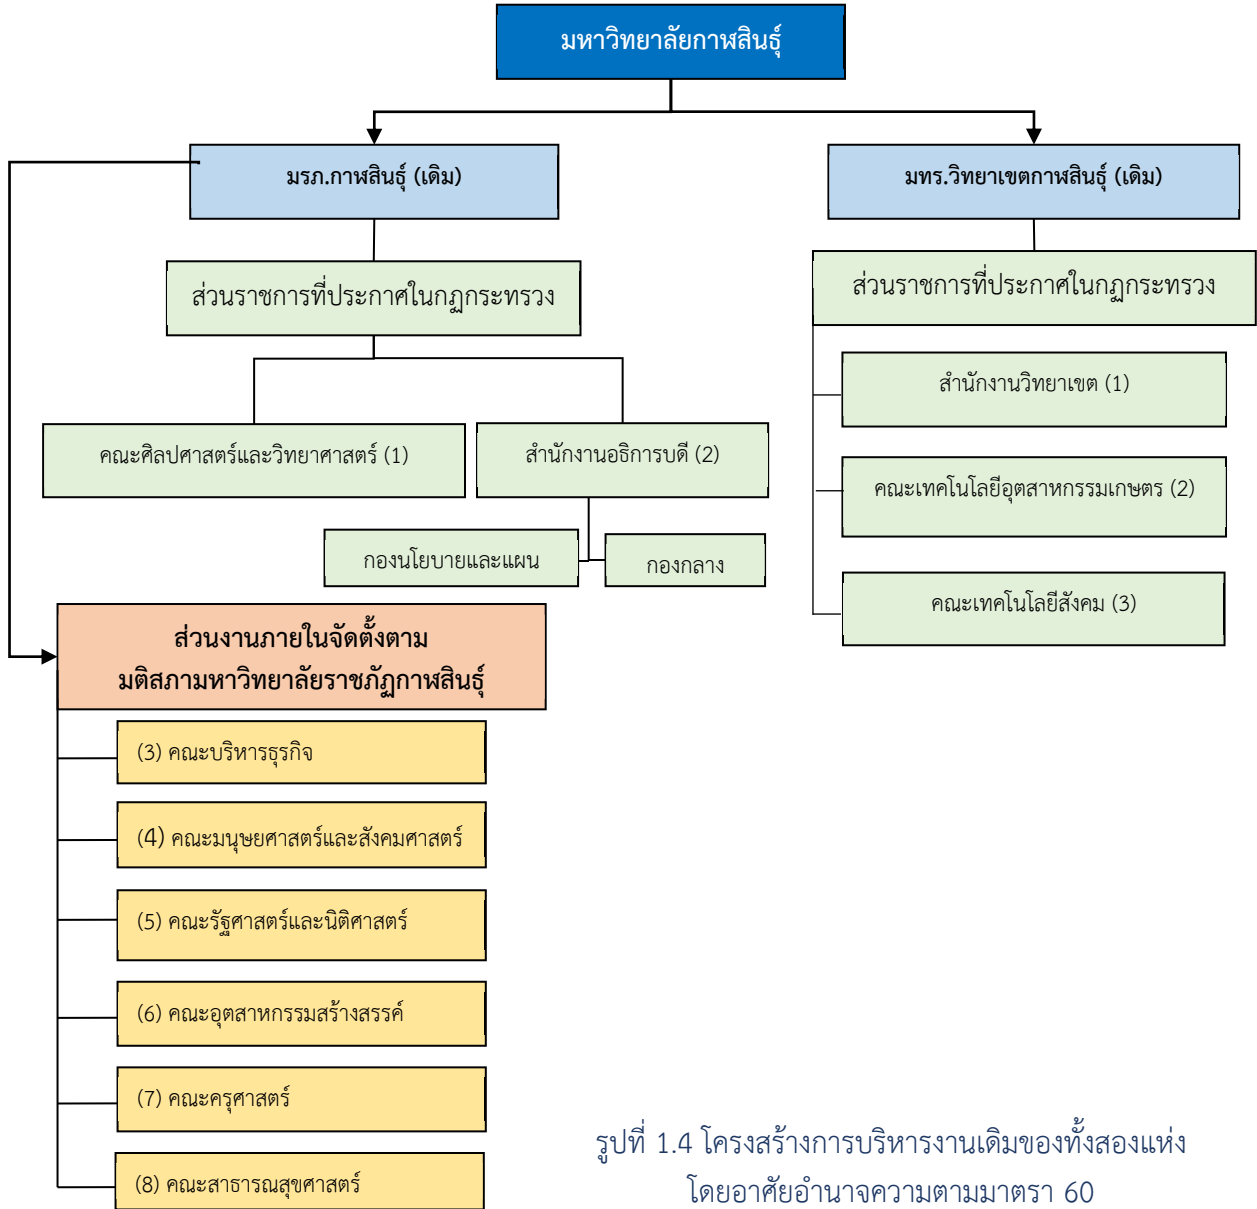 มหาวิทยาลัยกาฬสินธุ์
มรภ.กาฬสินธุ์ (เดิม)
มทร.วิทยาเขตกาฬสินธุ์ (เดิม)
ส่วนราชการที่ประกาศในกฎกระทรวง
ส่วนราชการที่ประกาศในกฎกระทรวง
คณะศิลปศาสตร์และวิทยาศาสตร์ (1)
สำนักงานอธิการบดี (2)
กองนโยบายและแผน
กองกลาง
สำนักงานวิทยาเขต (1)
คณะเทคโนโลยีอุตสาหกรรมเกษตร (2)
คณะเทคโนโลยีสังคม (3)
ส่วนงานภายในจัดตั้งตาม
มติสภามหาวิทยาลัยราชภัฏกาฬสินธุ์
(3) คณะบริหารธุรกิจ
(4) คณะมนุษยศาสตร์และสังคมศาสตร์
(5) คณะรัฐศาสตร์และนิติศาสตร์
(6) คณะอุตสาหกรรมสร้างสรรค์
(7) คณะครุศาสตร์
(8) คณะสาธารณสุขศาสตร์
รูปที่ 1.4 โครงสร้างการบริหารงานเดิมของทั้งสองแห่ง
โดยอาศัยอำนาจความตามมาตรา 60